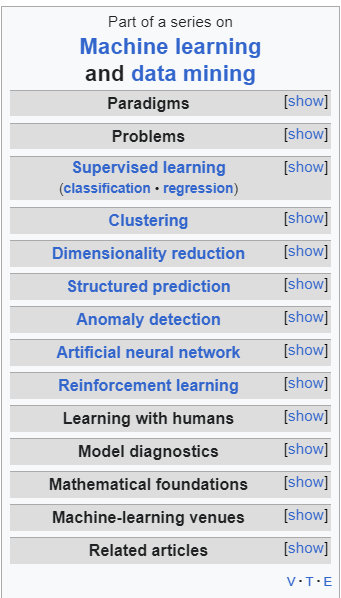 Part of a series on
Machine learning
and data mining
Paradigms [show]
Problems [show]
Supervised learning [show]
(classification • regression)
Clustering [show]
Dimensionality reduction [show]
Structured prediction [show]
Anomaly detection [show]
Artificial neural network [show]
Reinforcement learning [show]
Learning with humans [show]
Model diagnostics [show]
Mathematical foundations [show]
Machine-learning venues [show]
Related articles [show]
V · T · E